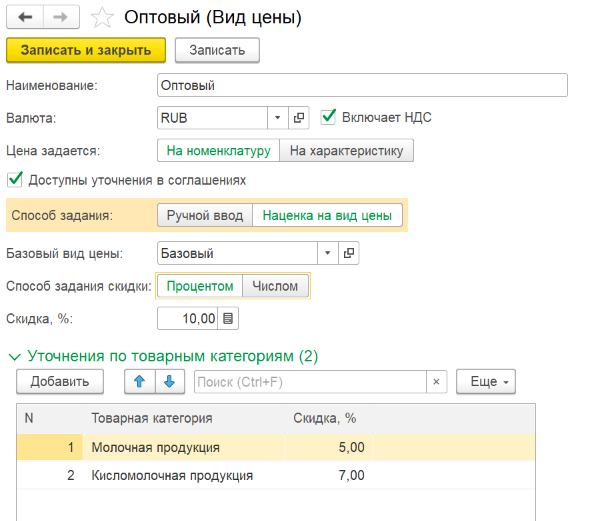 Оптовый (Вид цены)
Записать и закрыть Записать
Наименование: Оптовый
Валюта: RUB Включает НДС
Цена задается: На номенклатуру На характеристику
Доступны уточнения в соглашениях
Способ задания: Ручной ввод Наценка на вид цены
Базовый вид цены: Базовый
Способ задания скидки: Процентом Числом
Скидка, %: 10,00
Уточнения по товарным категориям (2)
Добавить Поиск (Ctrl+F) × Еще
N Товарная категория Скидка, %
1 Молочная продукция 5,00
2 Кисломолочная продукция 7,00